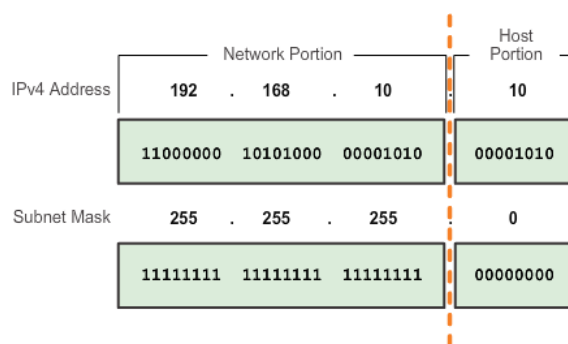 Network Portion
Host
Portion
IPv4 Address 192 . 168 . 10 . 10
11000000 10101000 00001010 00001010
Subnet Mask 255 . 255 . 255 . 0
11111111 11111111 11111111 00000000